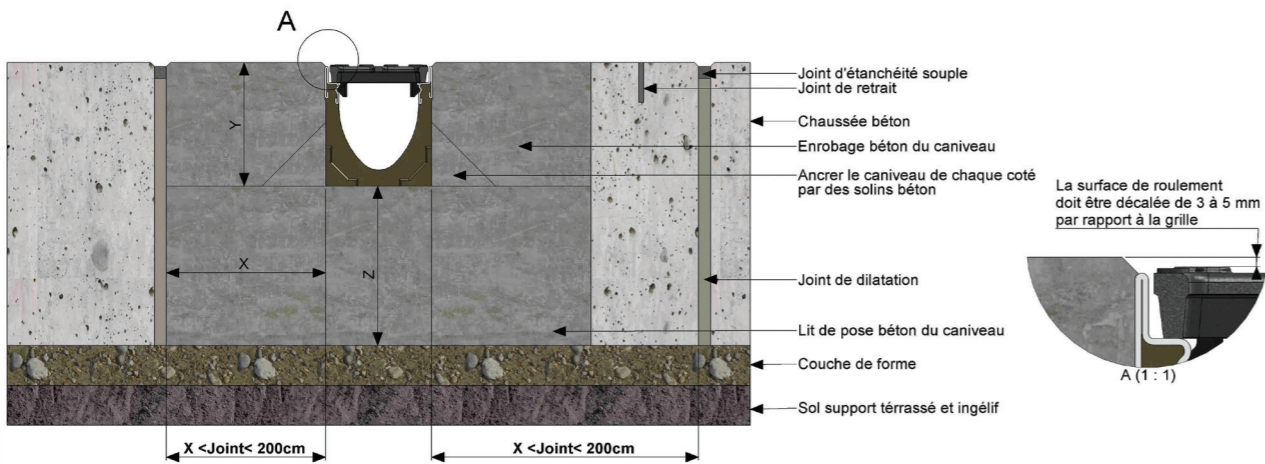 A
Joint d'étanchéité souple
Joint de retrait
Chaussée béton
Enrobage béton du caniveau
Ancrer le caniveau de chaque coté
par des solins béton
Y
X
Z
Joint de dilatation
Lit de pose béton du caniveau
Couche de forme
Sol support térrassé et ingélif
X <Joint< 200cm
X <Joint< 200cm
La surface de roulement
doit être décalée de 3 à 5 mm
par rapport à la grille
A (1 : 1)